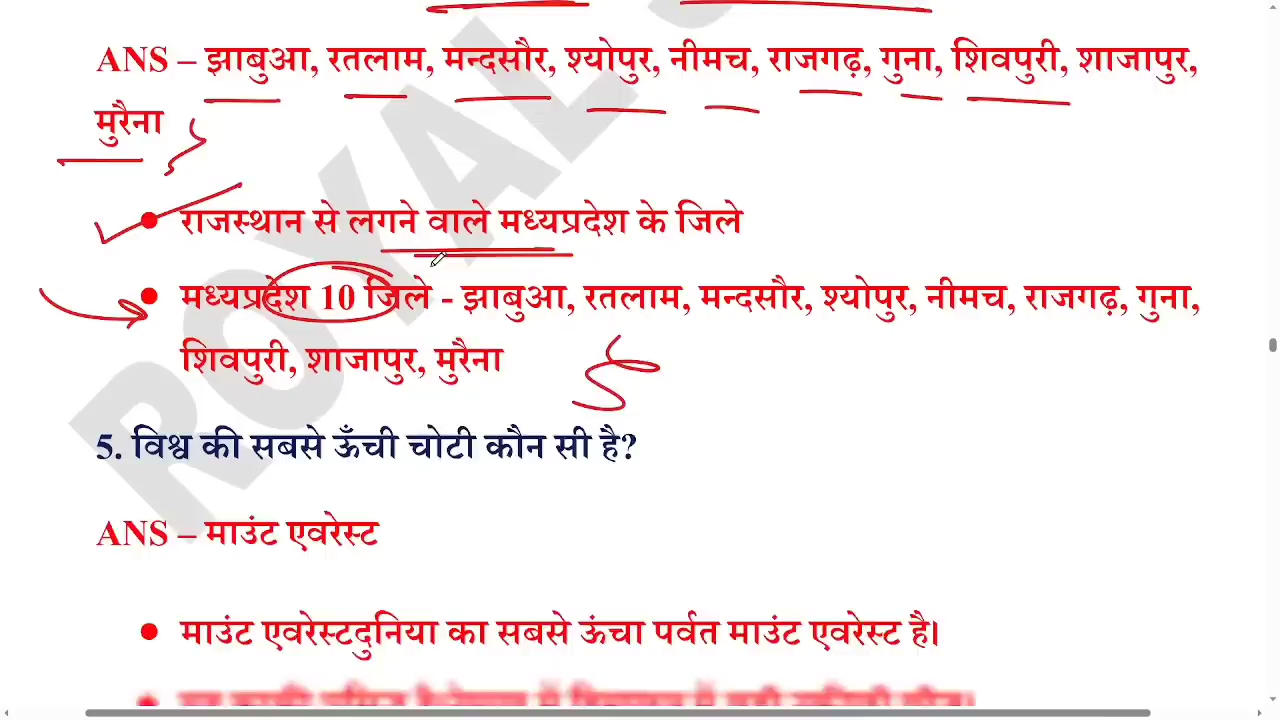 ANS – झाबुआ, रतलाम, मन्दसौर, श्योपुर, नीमच, राजगढ़, गुना, शिवपुरी, शाजापुर,
मुरैना
राजस्थान से लगने वाले मध्यप्रदेश के जिले
मध्यप्रदेश 10 जिले - झाबुआ, रतलाम, मन्दसौर, श्योपुर, नीमच, राजगढ़, गुना,
शिवपुरी, शाजापुर, मुरैना
5. विश्व की सबसे ऊँची चोटी कौन सी है?
ANS – माउंट एवरेस्ट
माउंट एवरेस्टदुनिया का सबसे ऊंचा पर्वत माउंट एवरेस्ट है।
ROYAL